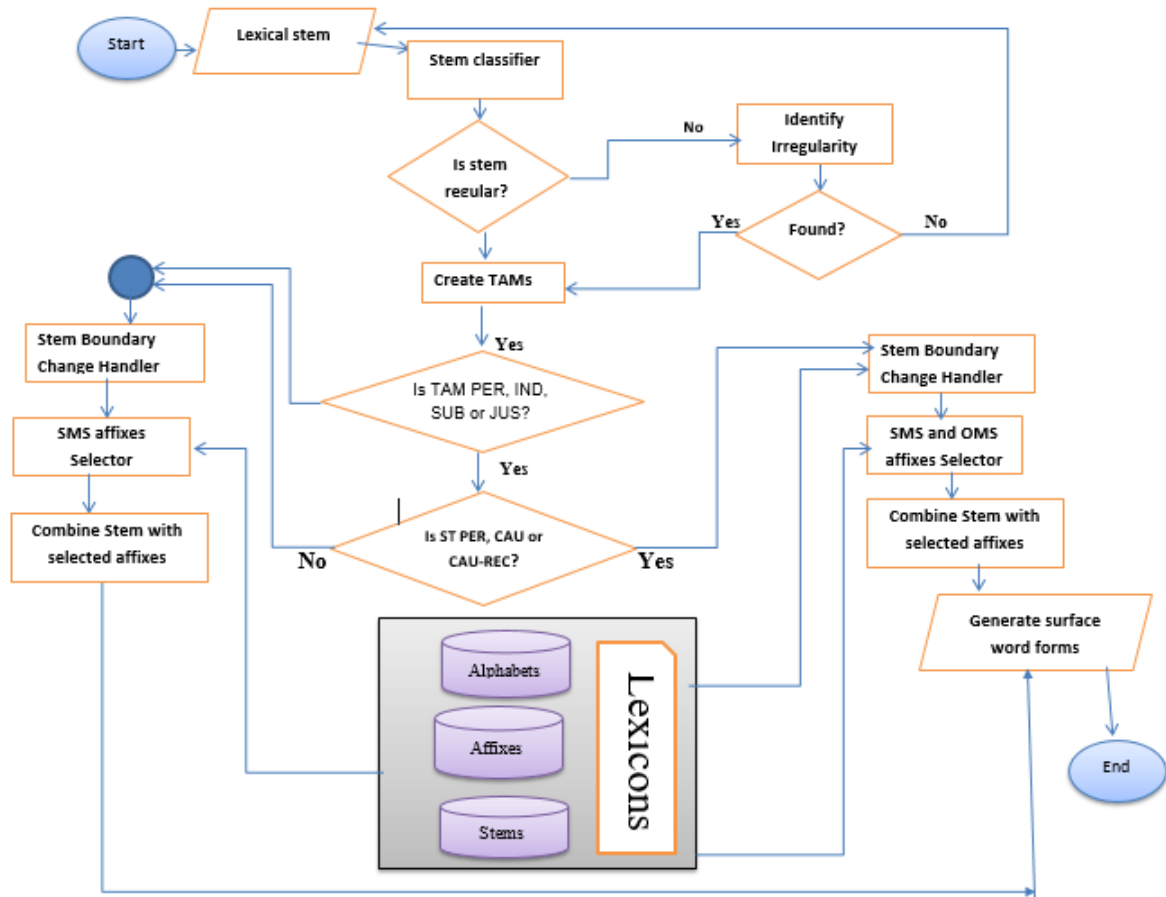 Start
Lexical stem
Stem classifier
Is stem
regular?
No
Identify
Irregularity
Found?
Yes
No
Create TAMs
Yes
Is TAM PER, IND,
SUB or JUS?
Yes
Is ST PER, CAU or
CAU-REC?
No
Yes
Stem Boundary
Change Handler
SMS affixes
Selector
Combine Stem with
selected affixes
Stem Boundary
Change Handler
SMS and OMS
affixes Selector
Combine Stem with
selected affixes
Generate surface
word forms
End
Alphabets
Affixes
Stems
Lexicons